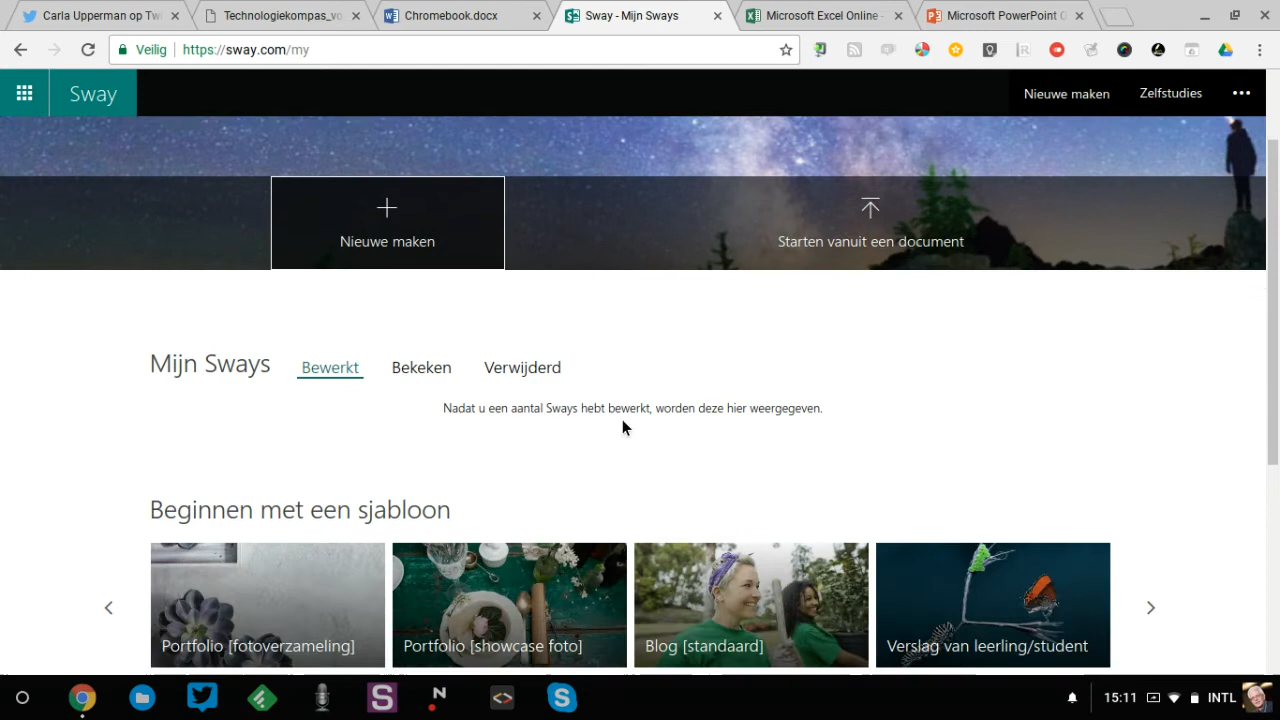 Carla Upperman op Twi
Technologiekompas_vo
Chromebook.docx
Sway - Mijn Sways
Microsoft Excel Online -
Microsoft PowerPoint O
Veilig
https://sway.com/my
Sway
Nieuwe maken
Zelfstudies
Nieuwe maken
Starten vanuit een document
Mijn Sways
Bewerkt
Bekeken
Verwijderd
Nadat u een aantal Sways hebt bewerkt, worden deze hier weergegeven.
Beginnen met een sjabloon
Portfolio [fotoverzameling]
Portfolio [showcase foto]
Blog [standaard]
Verslag van leerling/student
15:11
INTL